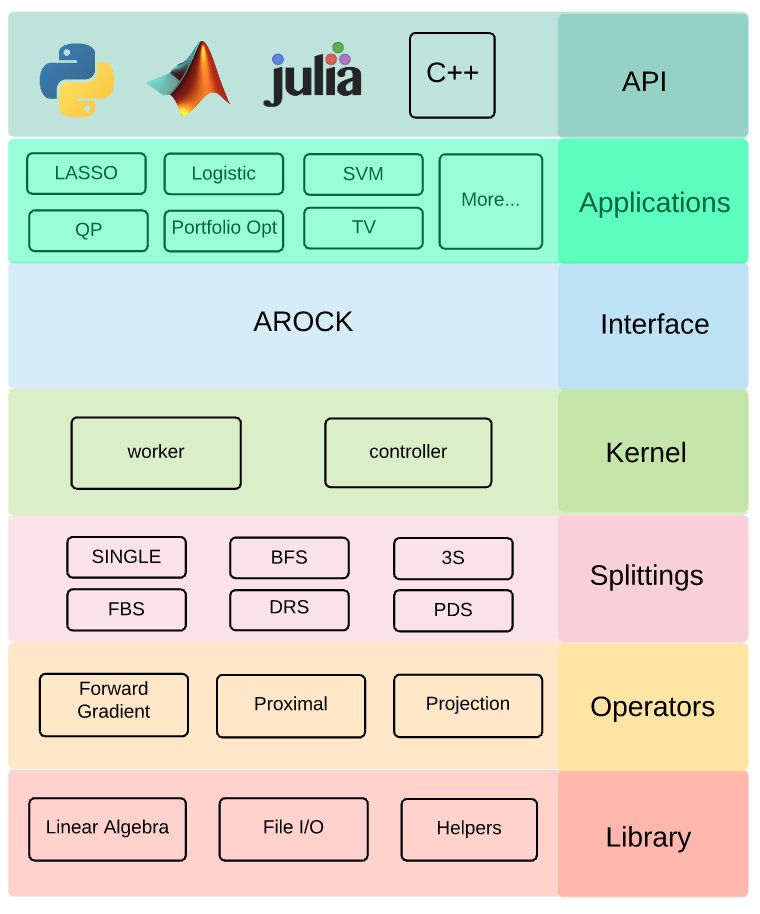 julia
C++
API
LASSO
Logistic
SVM
More...
Applications
QP
Portfolio Opt
TV
AROCK
Interface
worker
controller
Kernel
SINGLE
BFS
3S
Splittings
FBS
DRS
PDS
Forward
Gradient
Proximal
Projection
Operators
Linear Algebra
File I/O
Helpers
Library